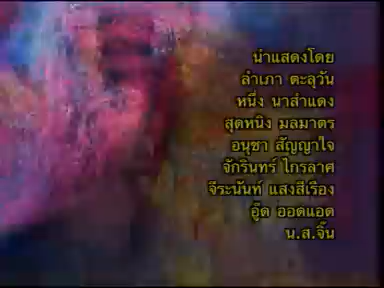 นำแสดงโดย
ลำเภา ตะลุวัน
หนึ่ง นาสำแดง
สุดหนิง มลมาตร
อนุชา สัญญาใจ
จักรินทร์ ไกรลาศ
จีระนันท์ แสงสีเรือง
อู๊ด ออดแอด
น.ส.จิ๋น